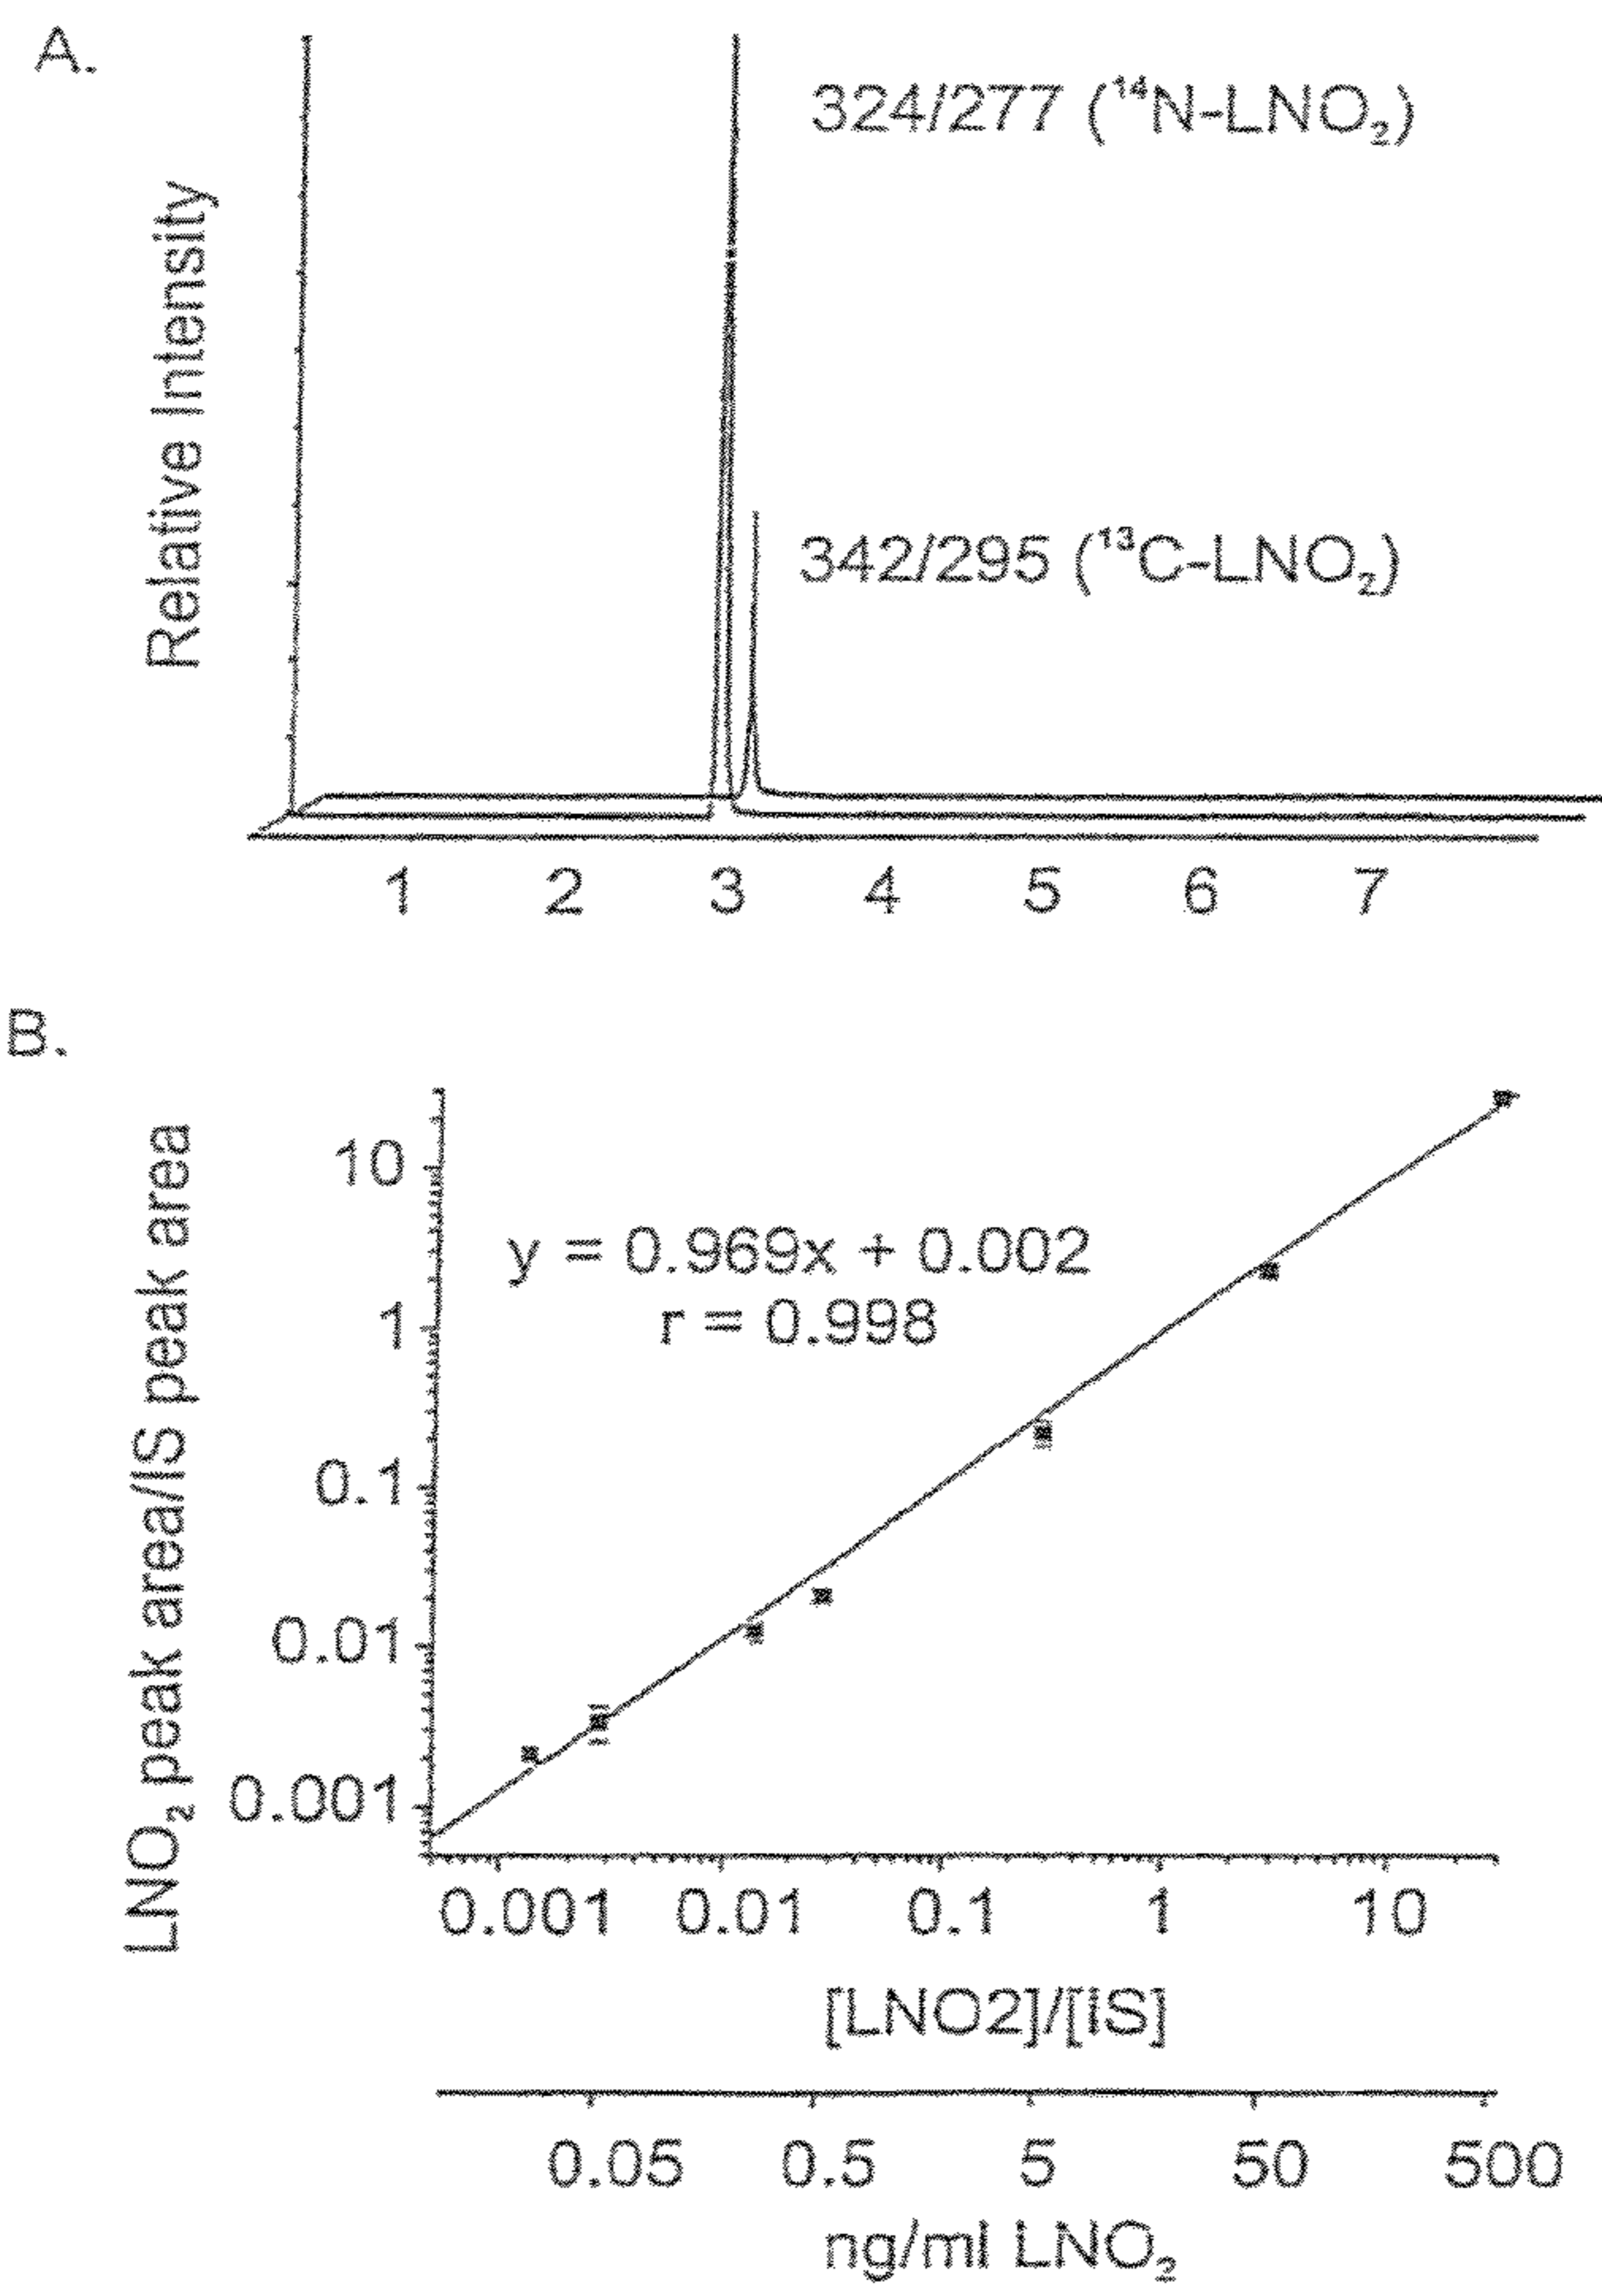 A.
Relative Intensity
324/277 (¹⁴N-LNO₂)
342/295 (¹³C-LNO₂)
1 2 3 4 5 6 7
B.
LNO₂ peak area/IS peak area
10
1
0.1
0.01
0.001
y = 0.969x + 0.002
r = 0.998
0.001 0.01 0.1 1 10
[LNO2]/[IS]
0.05 0.5 5 50 500
ng/ml LNO₂